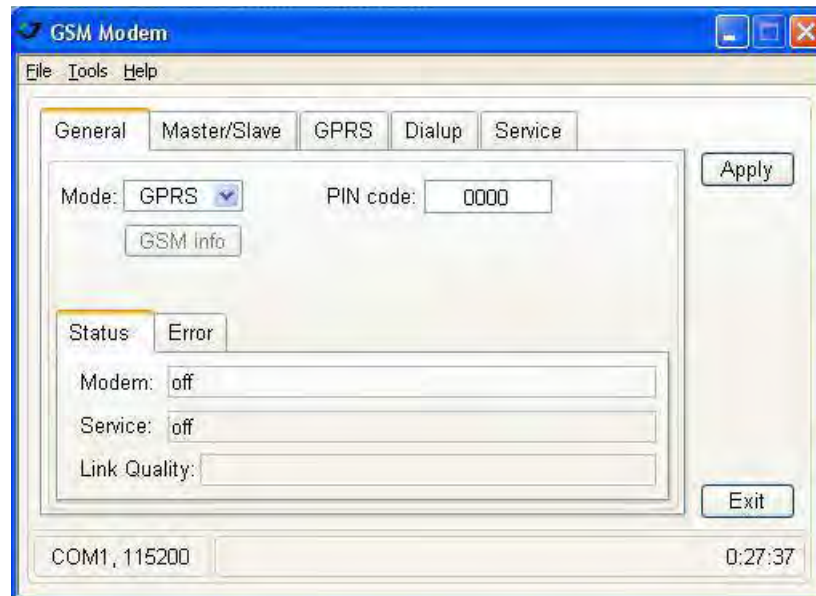 GSM Modem
File Tools Help
General Master/Slave GPRS Dialup Service
Apply
Mode: GPRS PIN code: 0000
GSM info
Status Error
Modem: off
Service: off
Link Quality:
Exit
COM1, 115200 0:27:37